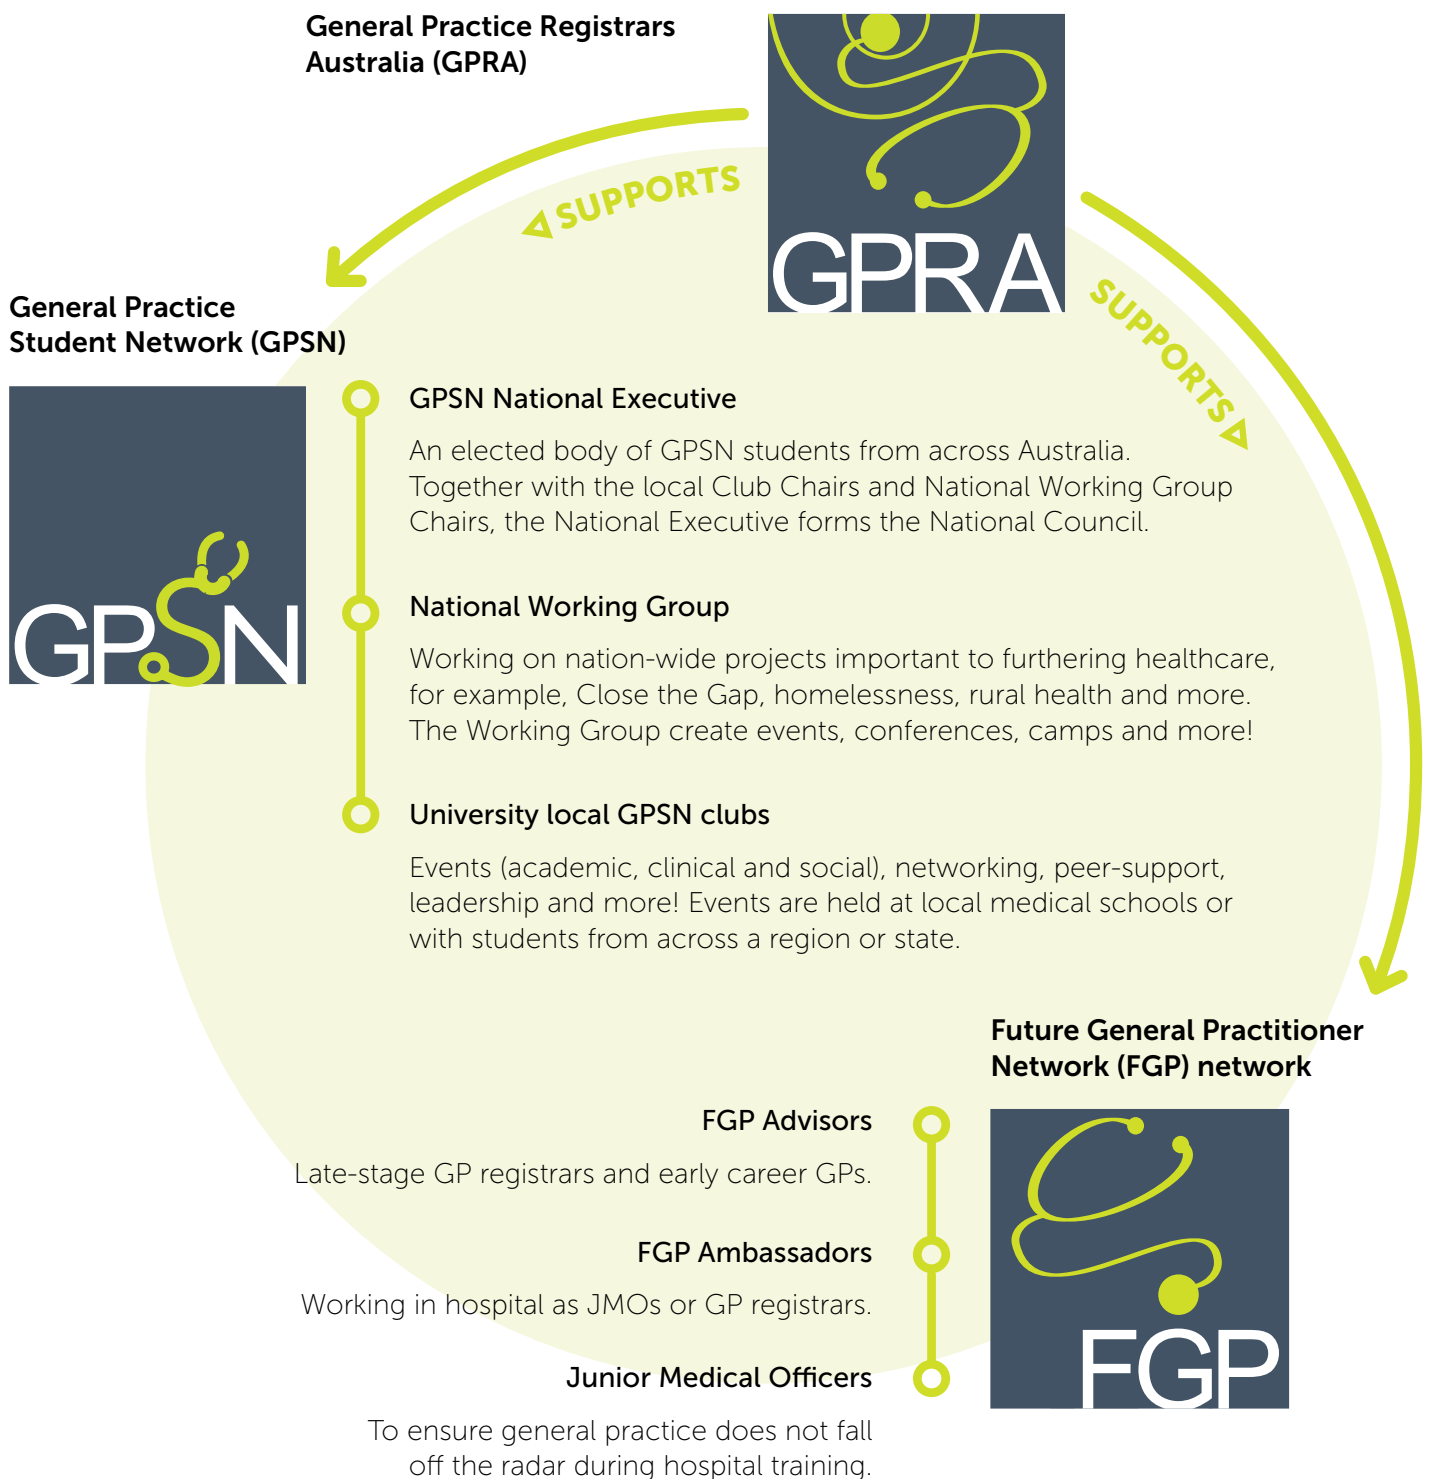 General Practice Registrars
Australia (GPRA)
GPRA
SUPPORTS
SUPPORTS
General Practice
Student Network (GPSN)
GPSN
GPSN National Executive
An elected body of GPSN students from across Australia.
Together with the local Club Chairs and National Working Group
Chairs, the National Executive forms the National Council.
National Working Group
Working on nation-wide projects important to furthering healthcare,
for example, Close the Gap, homelessness, rural health and more.
The Working Group create events, conferences, camps and more!
University local GPSN clubs
Events (academic, clinical and social), networking, peer-support,
leadership and more! Events are held at local medical schools or
with students from across a region or state.
Future General Practitioner
Network (FGP) network
FGP
FGP Advisors
Late-stage GP registrars and early career GPs.
FGP Ambassadors
Working in hospital as JMOs or GP registrars.
Junior Medical Officers
To ensure general practice does not fall
off the radar during hospital training.